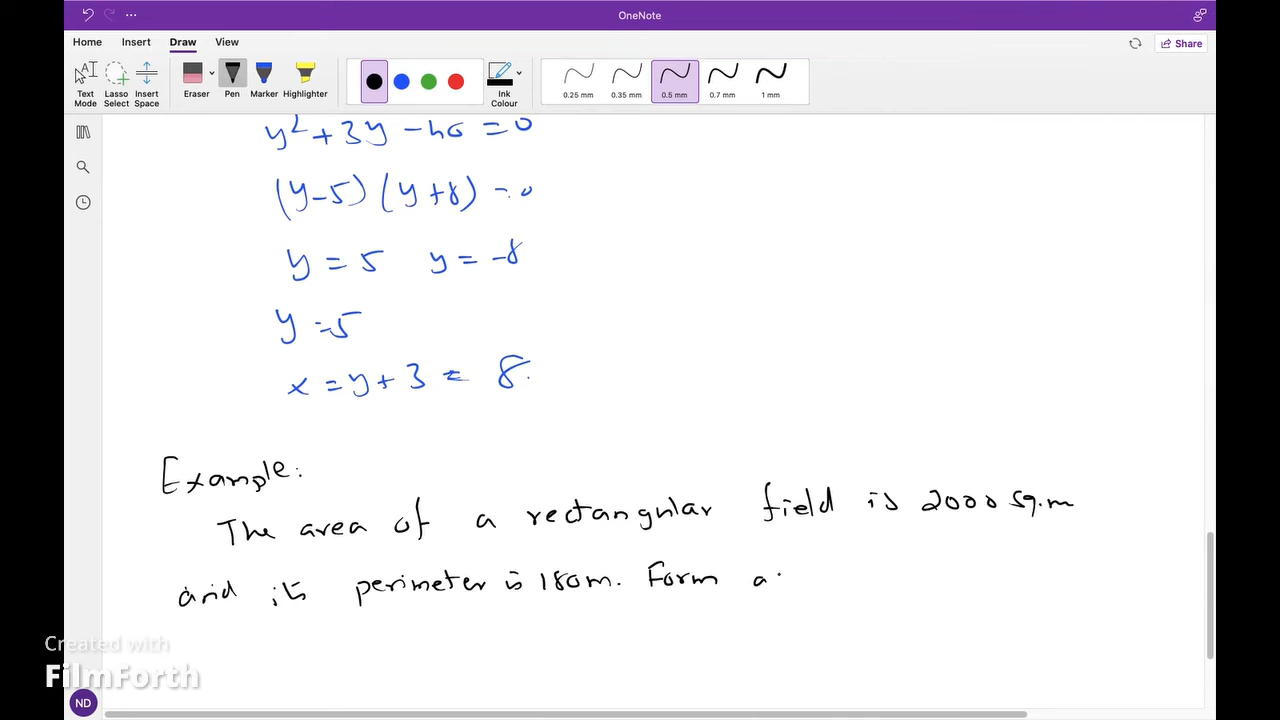 OneNote
Home Insert Draw View
Share
Text Mode
Lasso Select
Insert Space
Eraser
Pen
Marker
Highlighter
Ink Colour
0.25 mm
0.35 mm
0.5 mm
0.7 mm
1 mm
y² + 3y - 40 = 0
(y-5) (y+8) = 0
y = 5 y = -8
y = 5
x = y + 3 = 8.
Example:
The area of a rectangular field is 2000 sq.m
and its perimeter is 180m. Form a
Created with
FilmForth
ND